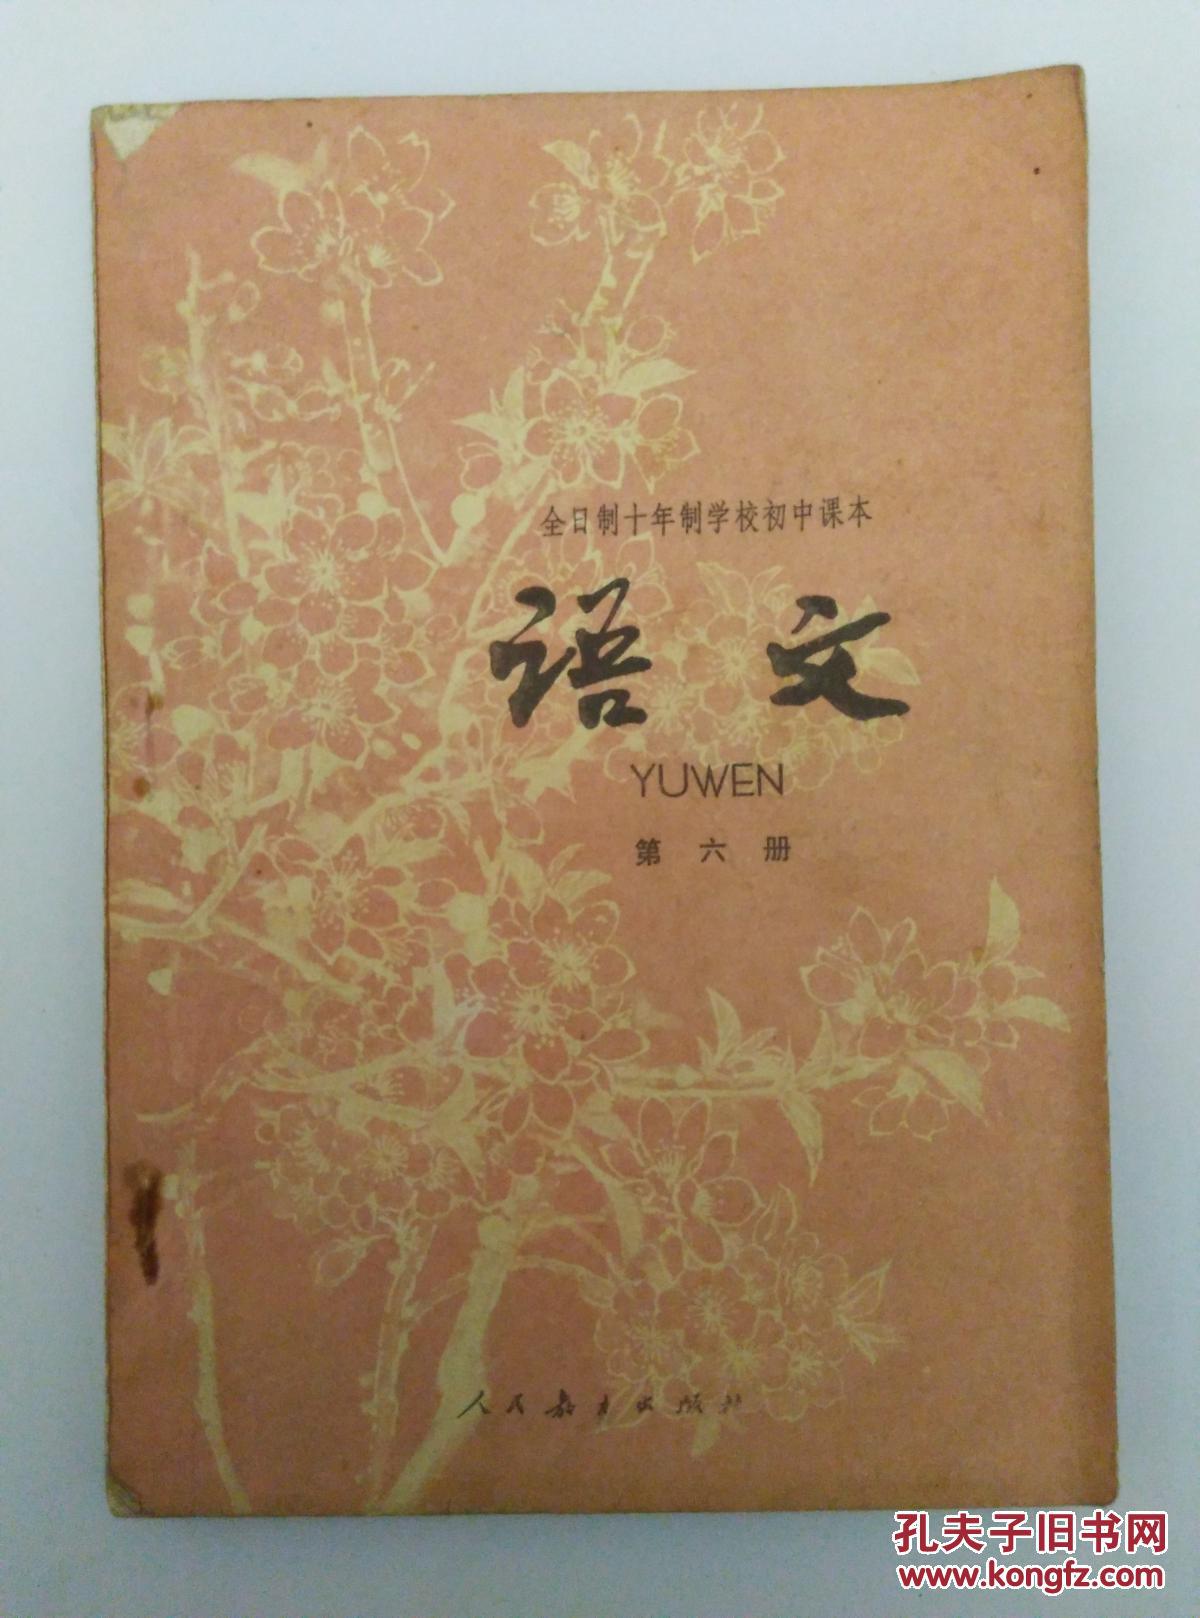 全日制十年制学校初中课本
语文
YUWEN
第六册
人民教育出版社
孔夫子旧书网
www.kongfz.com